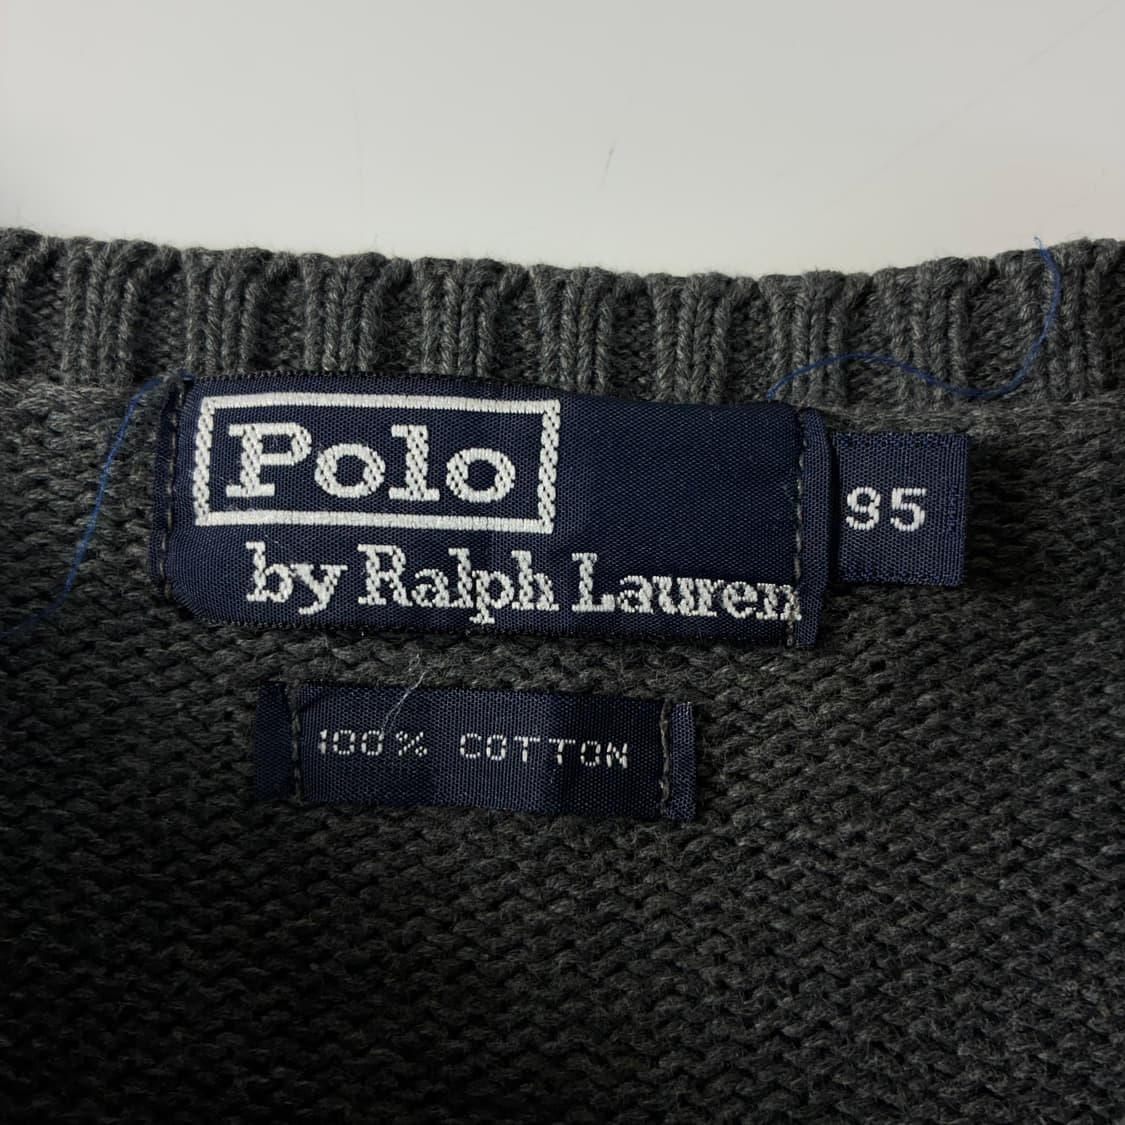 Polo
by Ralph Lauren
95
100% COTTON